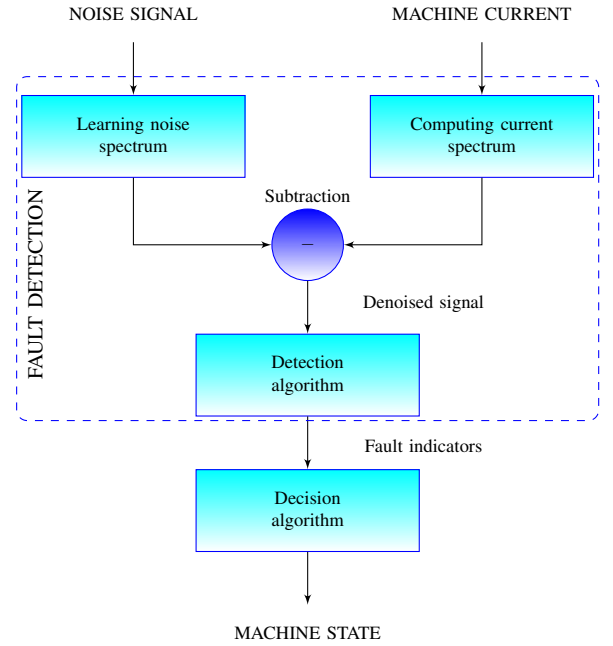 NOISE SIGNAL
MACHINE CURRENT
Learning noise
spectrum
Computing current
spectrum
Subtraction
−
FAULT DETECTION
Denoised signal
Detection
algorithm
Fault indicators
Decision
algorithm
MACHINE STATE